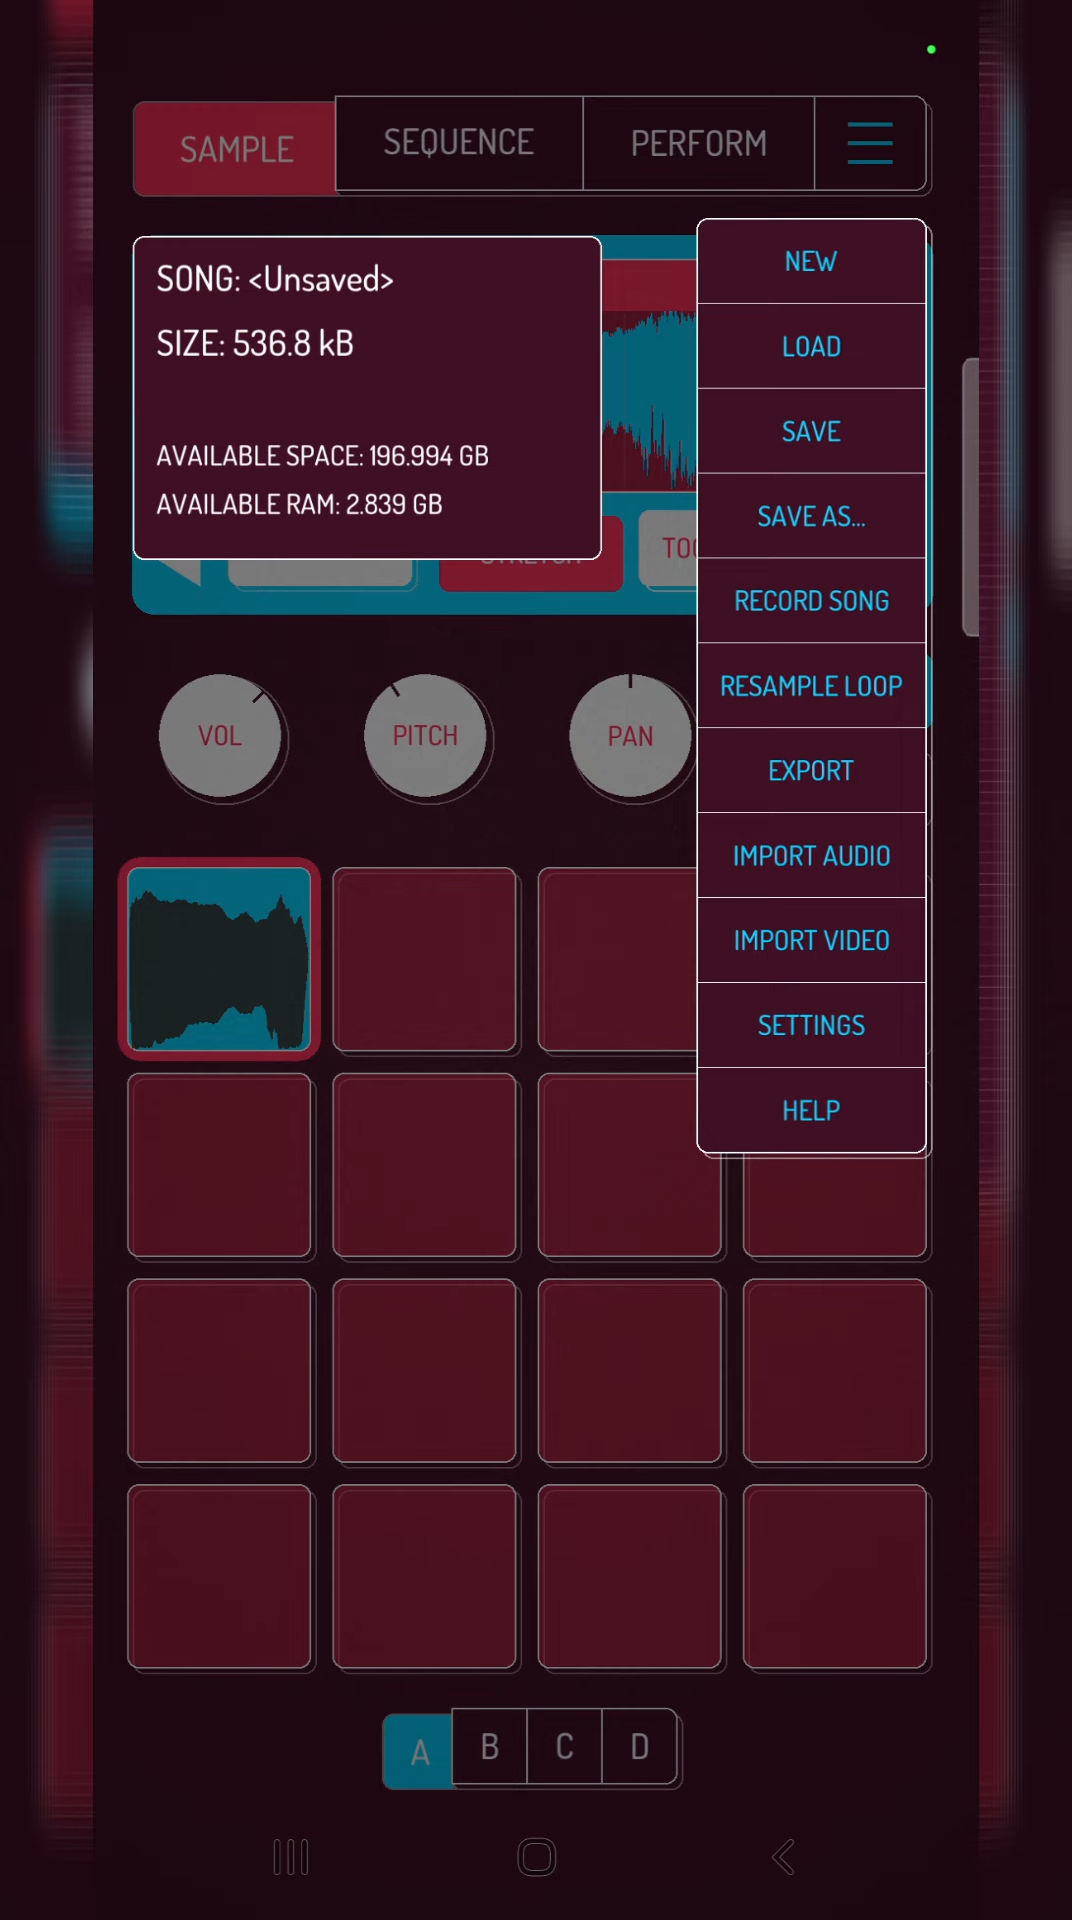 SAMPLE
SEQUENCE
PERFORM
SONG: <Unsaved>
SIZE: 536.8 kB
AVAILABLE SPACE: 196.994 GB
AVAILABLE RAM: 2.839 GB
NEW
LOAD
SAVE
SAVE AS...
RECORD SONG
RESAMPLE LOOP
EXPORT
IMPORT AUDIO
IMPORT VIDEO
SETTINGS
HELP
VOL
PITCH
PAN
A
B
C
D